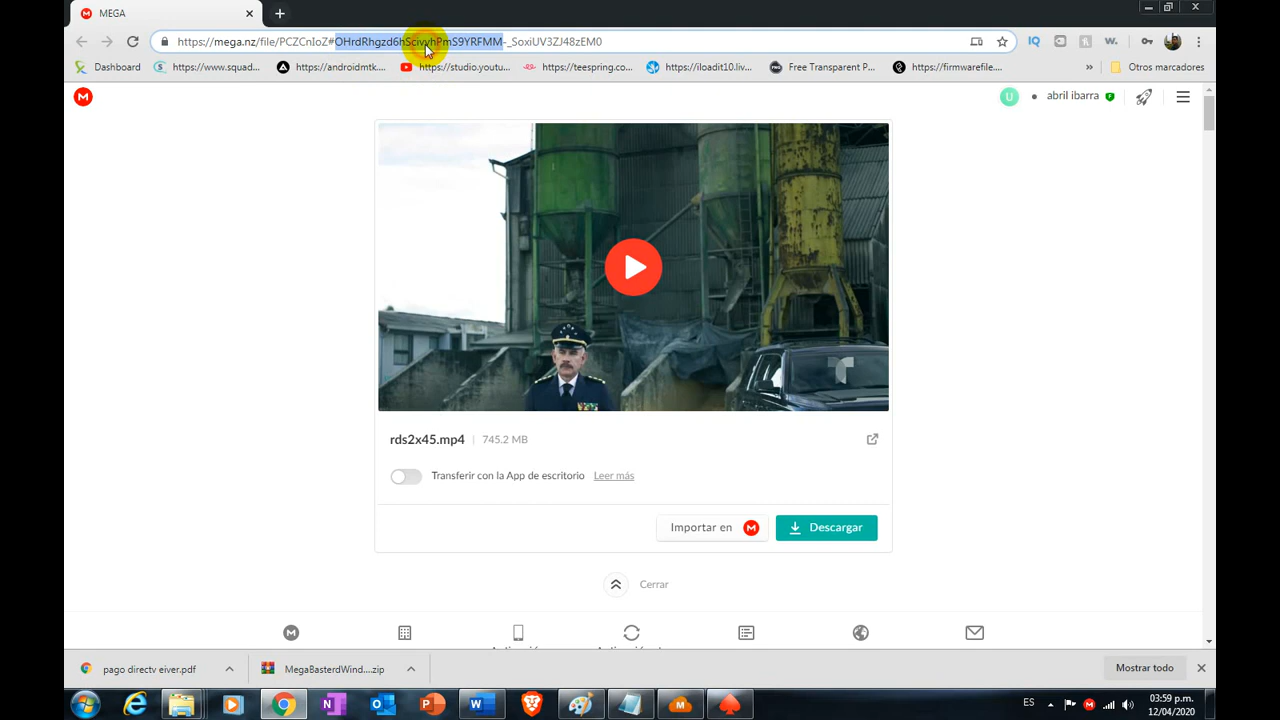 MEGA
https://mega.nz/file/PCZCnIoZ#OHrdRhgzd6hScivyhPmS9YRFMM-_SoxiUV3ZJ48zEM0
IQ
w.
Dashboard
https://www.squad...
https://androidmtk....
https://studio.youtu...
https://teespring.co...
https://iloadit10.liv...
Free Transparent P...
https://firmwarefile....
»
Otros marcadores
M
U
abril ibarra
rds2x45.mp4
745.2 MB
Transferir con la App de escritorio
Leer más
Importar en
M
Descargar
Cerrar
pago directv eiver.pdf
MegaBasterdWind....zip
Mostrar todo
ES
03:59 p.m.
12/04/2020